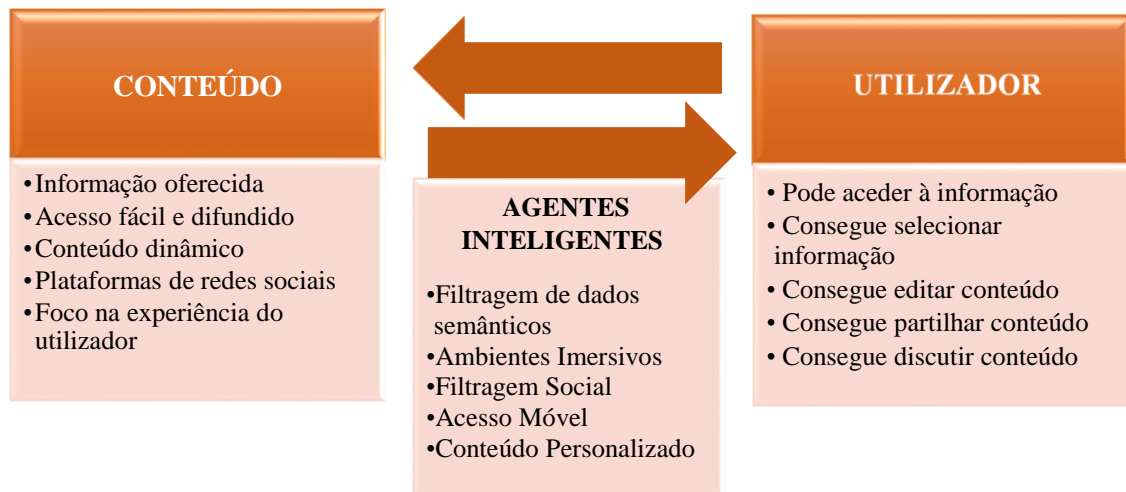 CONTEÚDO
•Informação oferecida
•Acesso fácil e difundido
•Conteúdo dinâmico
•Plataformas de redes sociais
•Foco na experiência do
utilizador
AGENTES
INTELIGENTES
•Filtragem de dados
semânticos
•Ambientes Imersivos
•Filtragem Social
•Acesso Móvel
•Conteúdo Personalizado
UTILIZADOR
• Pode aceder à informação
• Consegue selecionar
informação
• Consegue editar conteúdo
• Consegue partilhar conteúdo
• Consegue discutir conteúdo